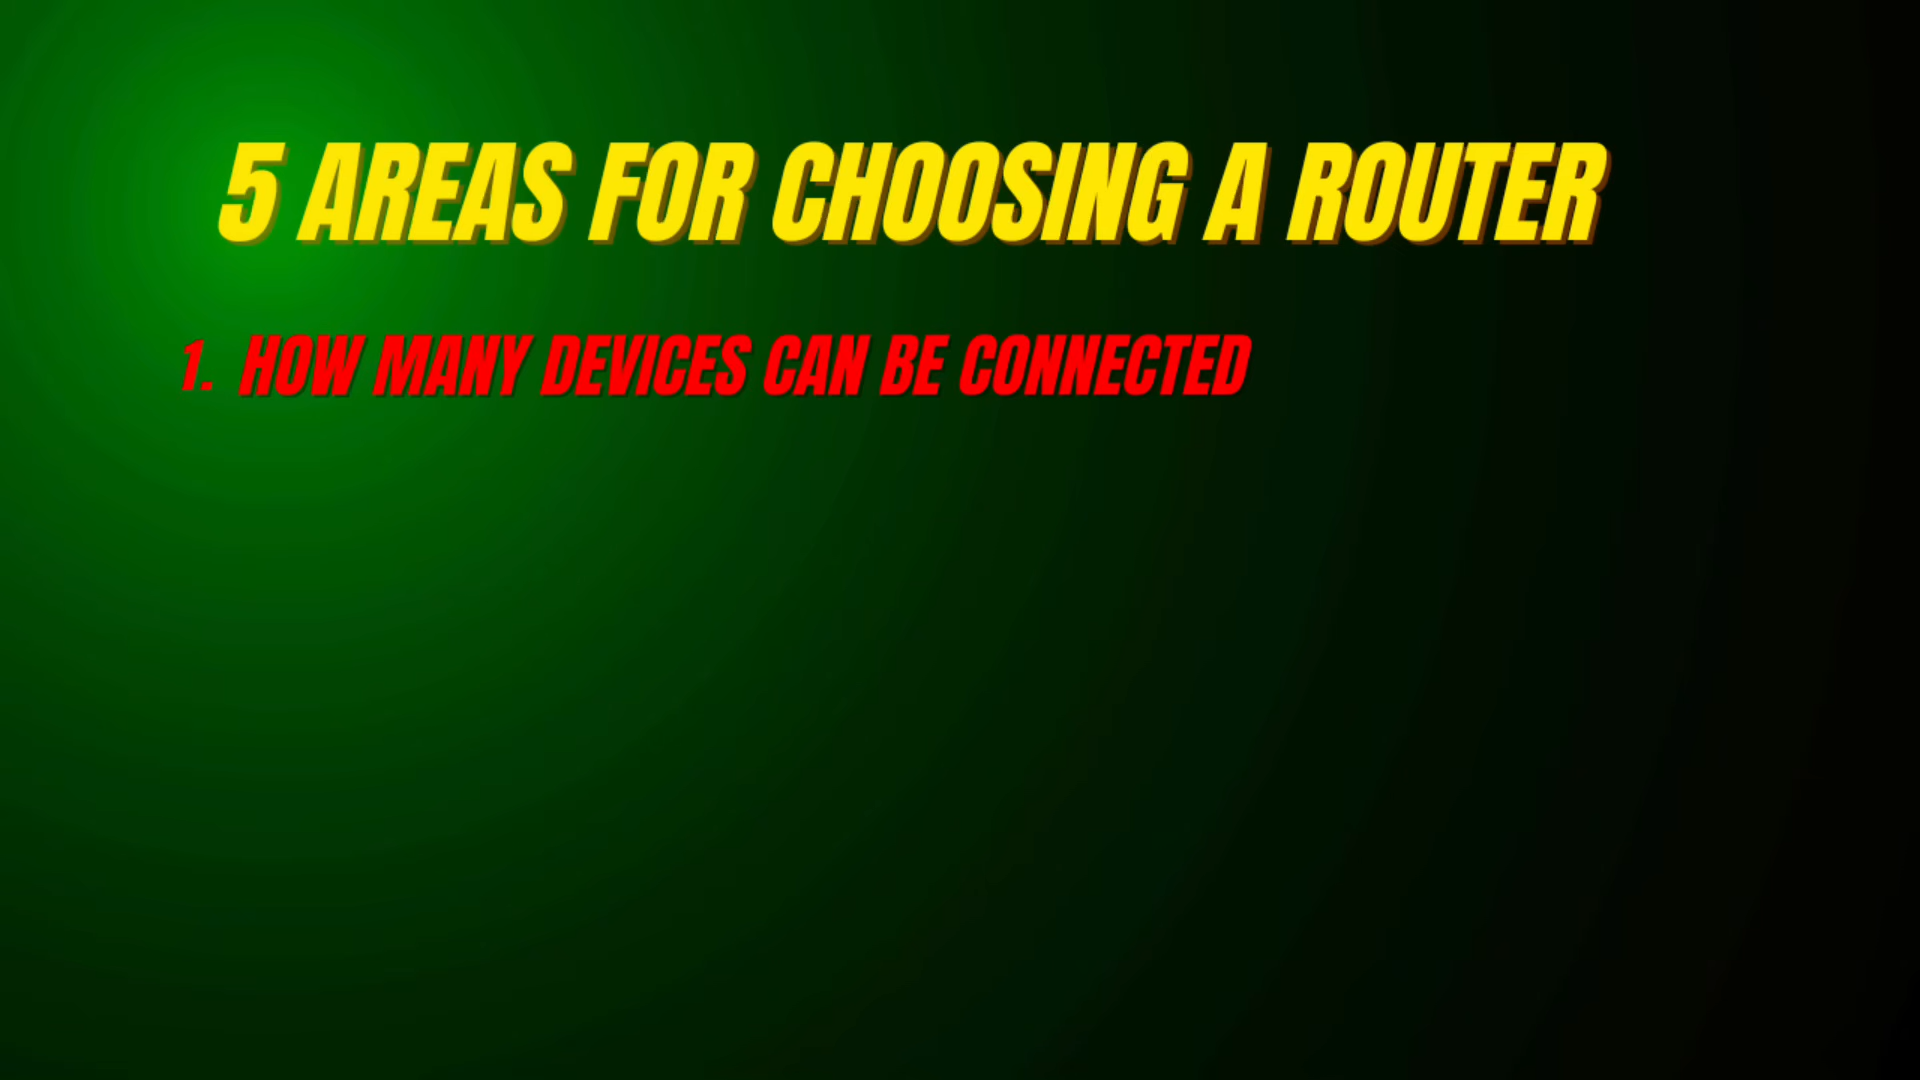 5 AREAS FOR CHOOSING A ROUTER
1. HOW MANY DEVICES CAN BE CONNECTED